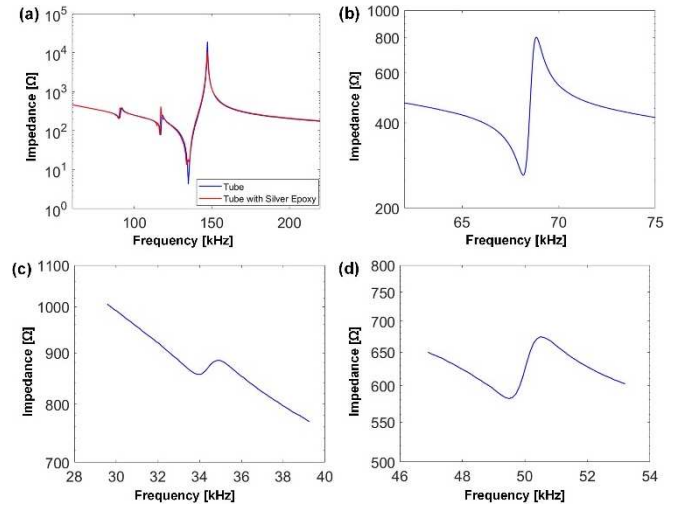 (a)
Impedance [Ω]
10^5
10^4
10^3
10^2
10^1
10^0
100
150
200
Frequency [kHz]
Tube
Tube with Silver Epoxy
(b)
Impedance [Ω]
1000
800
600
400
200
65
70
75
Frequency [kHz]
(c)
Impedance [Ω]
1100
1000
900
800
700
28
30
32
34
36
38
40
Frequency [kHz]
(d)
Impedance [Ω]
800
750
700
650
600
550
500
46
48
50
52
54
Frequency [kHz]